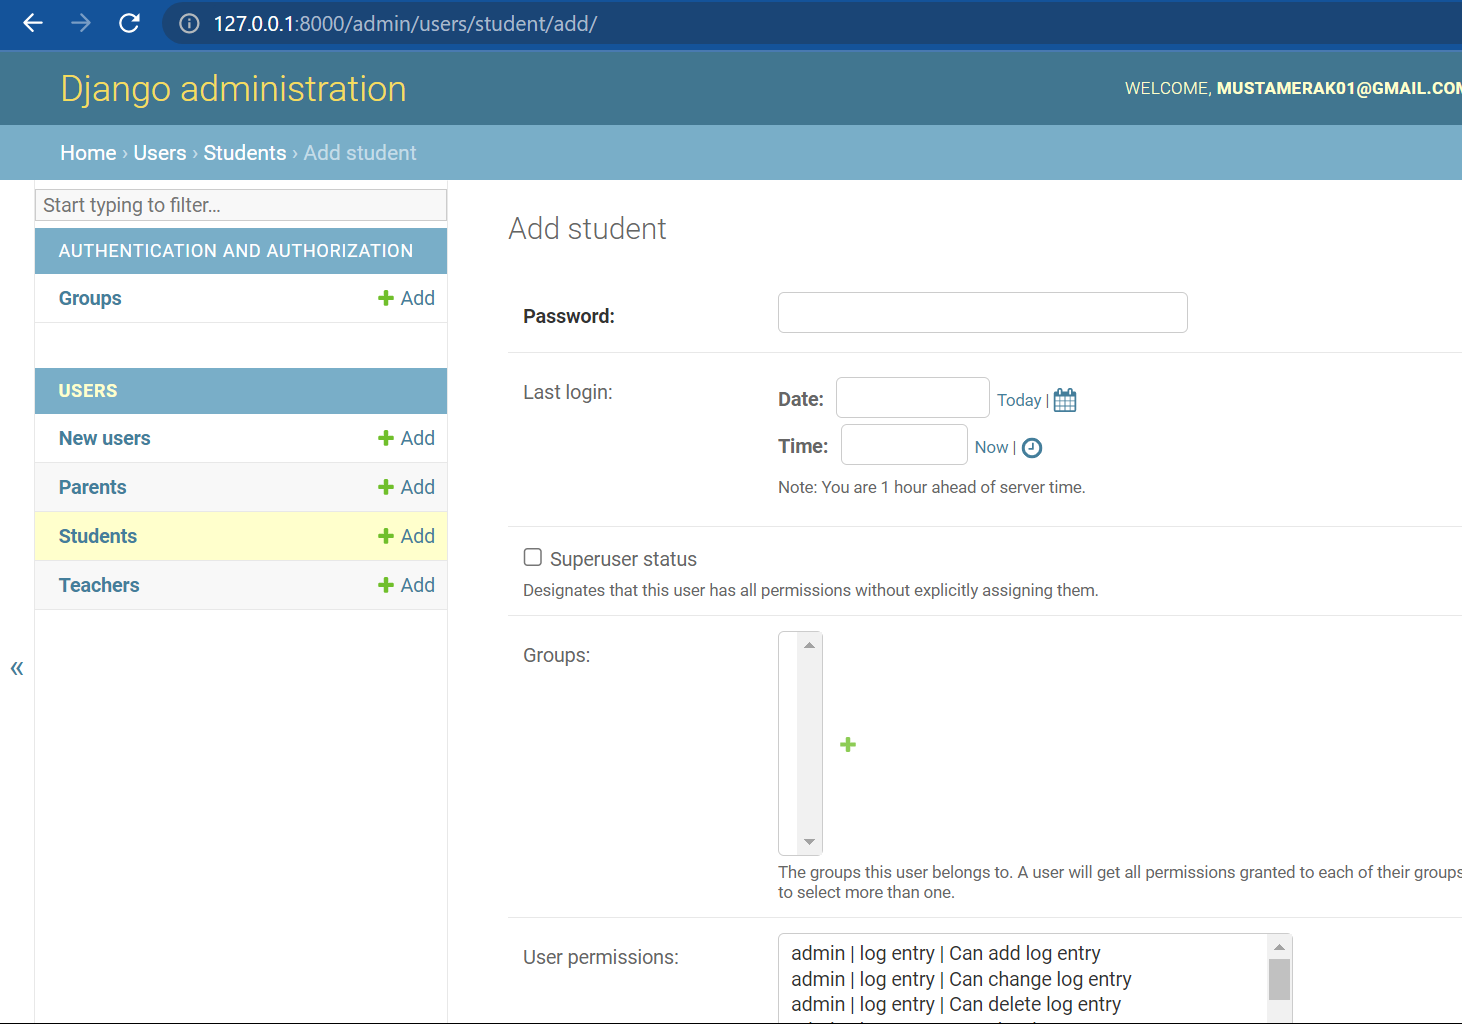 127.0.0.1:8000/admin/users/student/add/
Django administration
WELCOME, MUSTAMERAK01@GMAIL.COM
Home › Users › Students › Add student
Start typing to filter...
Add student
AUTHENTICATION AND AUTHORIZATION
Groups + Add
Password:
USERS
New users + Add
Parents + Add
Students + Add
Teachers + Add
«
Last login:
Date: Today |
Time: Now |
Note: You are 1 hour ahead of server time.
Superuser status
Designates that this user has all permissions without explicitly assigning them.
Groups:
The groups this user belongs to. A user will get all permissions granted to each of their groups
to select more than one.
User permissions:
admin | log entry | Can add log entry
admin | log entry | Can change log entry
admin | log entry | Can delete log entry